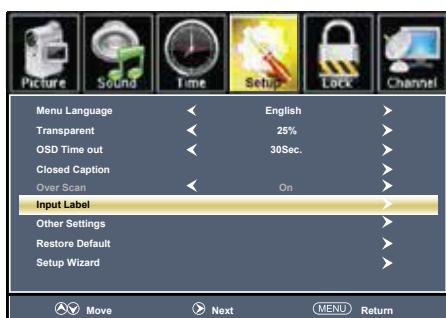 Picture Sound Time Setup Lock Channel
Menu Language English
Transparent 25%
OSD Time out 30Sec.
Closed Caption
Over Scan On
Input Label
Other Settings
Restore Default
Setup Wizard
Move Next MENU Return